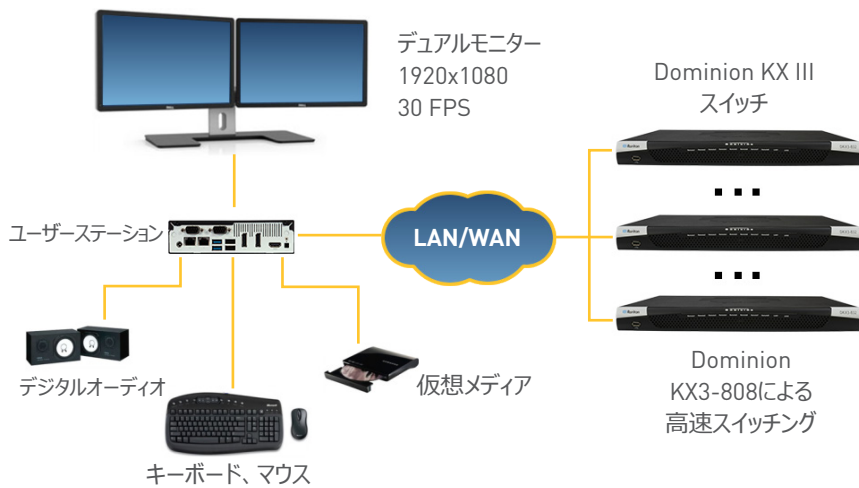 デュアルモニター
1920x1080
30 FPS
Dominion KX III
スイッチ
ユーザーステーション
LAN/WAN
デジタルオーディオ
仮想メディア
キーボード、マウス
Dominion
KX3-808による
高速スイッチング